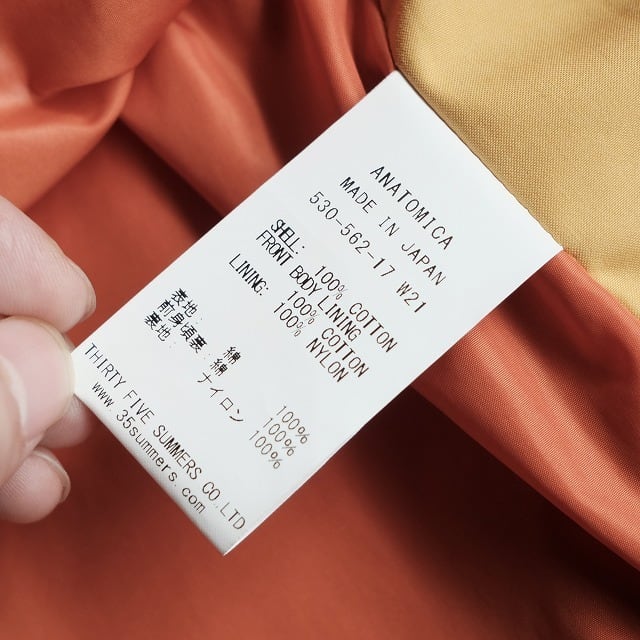 ANATOMICA
MADE IN JAPAN
530-562-17 W21
SHELL: 100% COTTON
FRONT BODY LINING
100% COTTON
LINING: 100% NYLON
表地: 綿 100%
前身頃裏: 綿 100%
裏地: ナイロン 100%
THIRTY FIVE SUMMERS CO.LTD
www.35summers.com